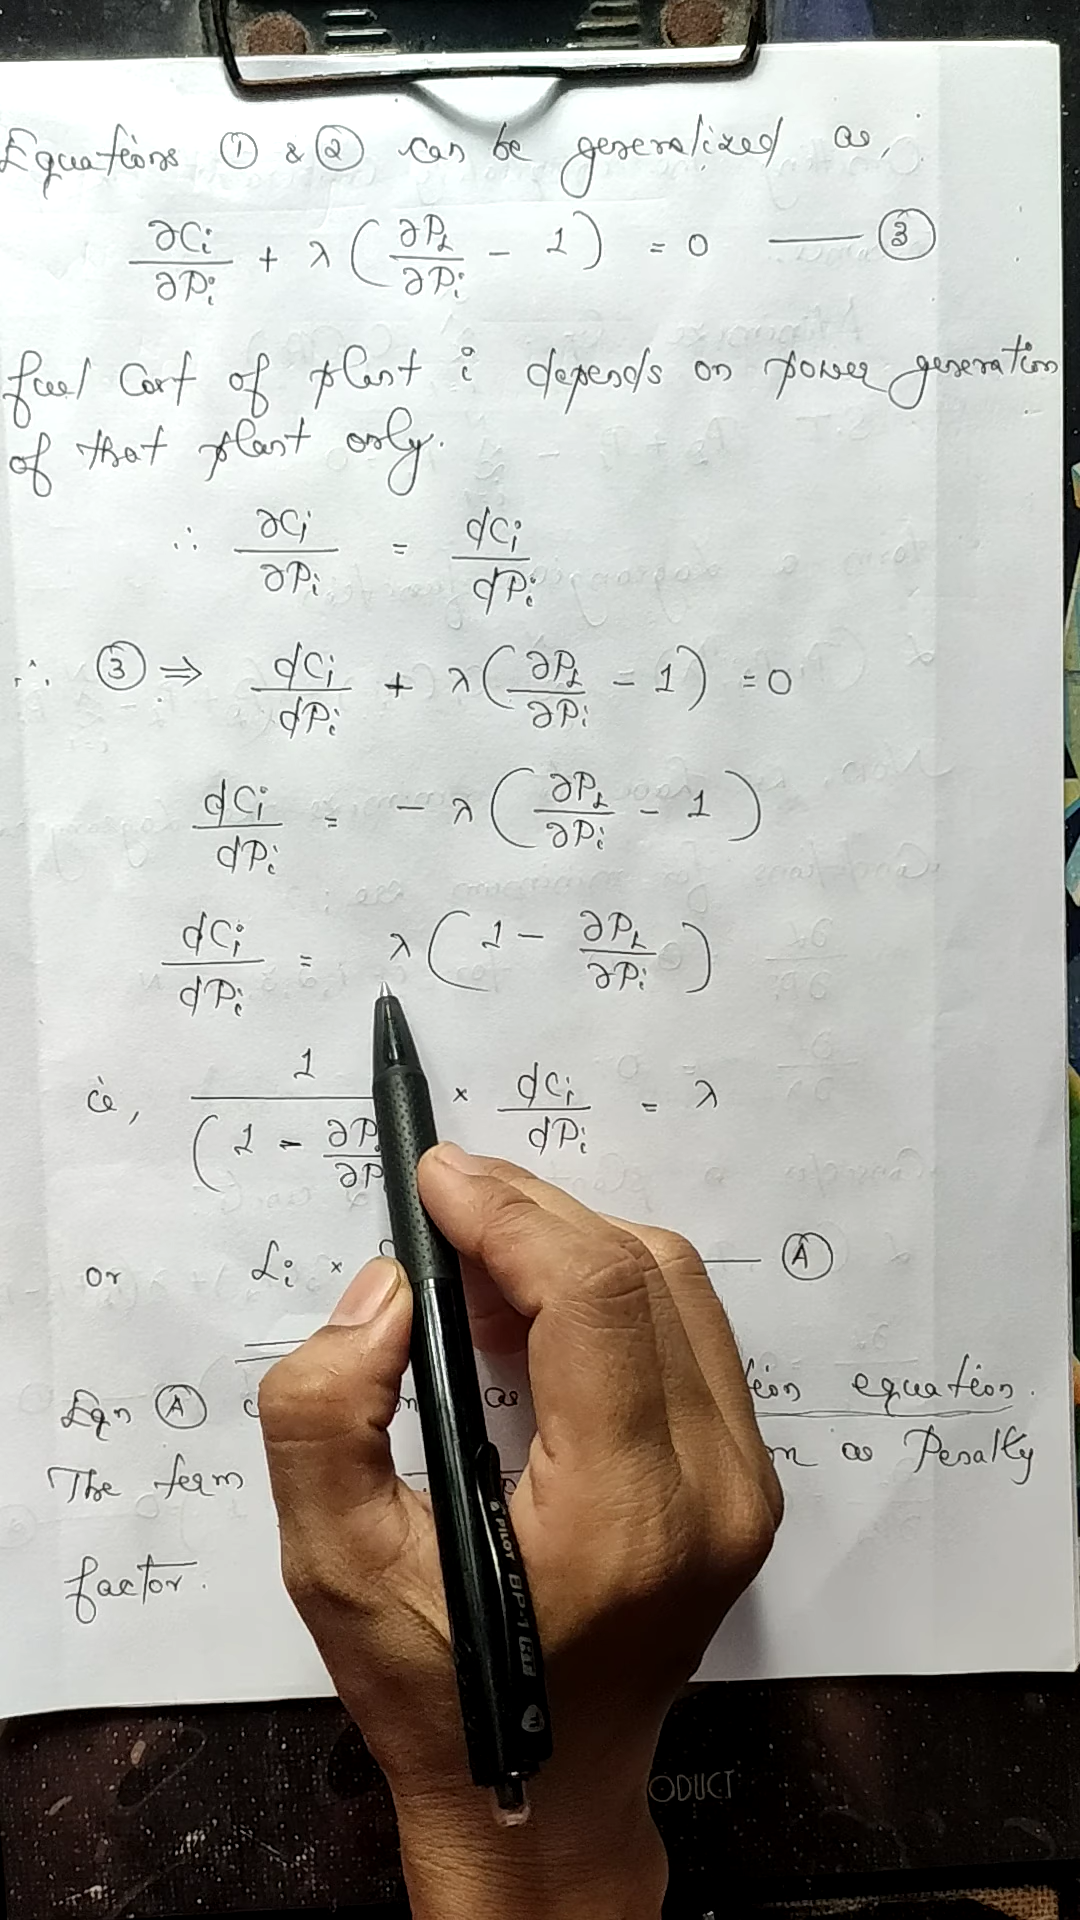 Equations ① & ② can be generalized as,
∂Ci/∂Pi + λ(∂PL/∂Pi - 1) = 0 — ③
fuel Cost of plant i depends on power generation
of that plant only.
∴ ∂Ci/∂Pi = dCi/dPi
∴ ③ ⇒ dCi/dPi + λ(∂PL/∂Pi - 1) = 0
dCi/dPi = - λ(∂PL/∂Pi - 1)
dCi/dPi = λ(1 - ∂PL/∂Pi)
ie, 1/(1 - ∂P/∂P × dCi/dPi = λ
or Li × — Ⓐ
Eqn Ⓐ as equation.
The term as Penalty
factor.
PILOT BP-1 RT
ODUCT